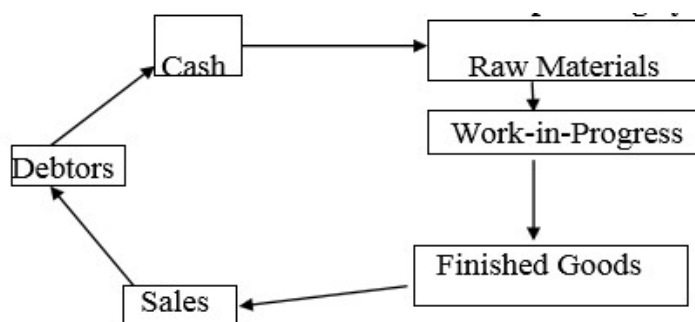 Cash
Raw Materials
Work-in-Progress
Debtors
Finished Goods
Sales